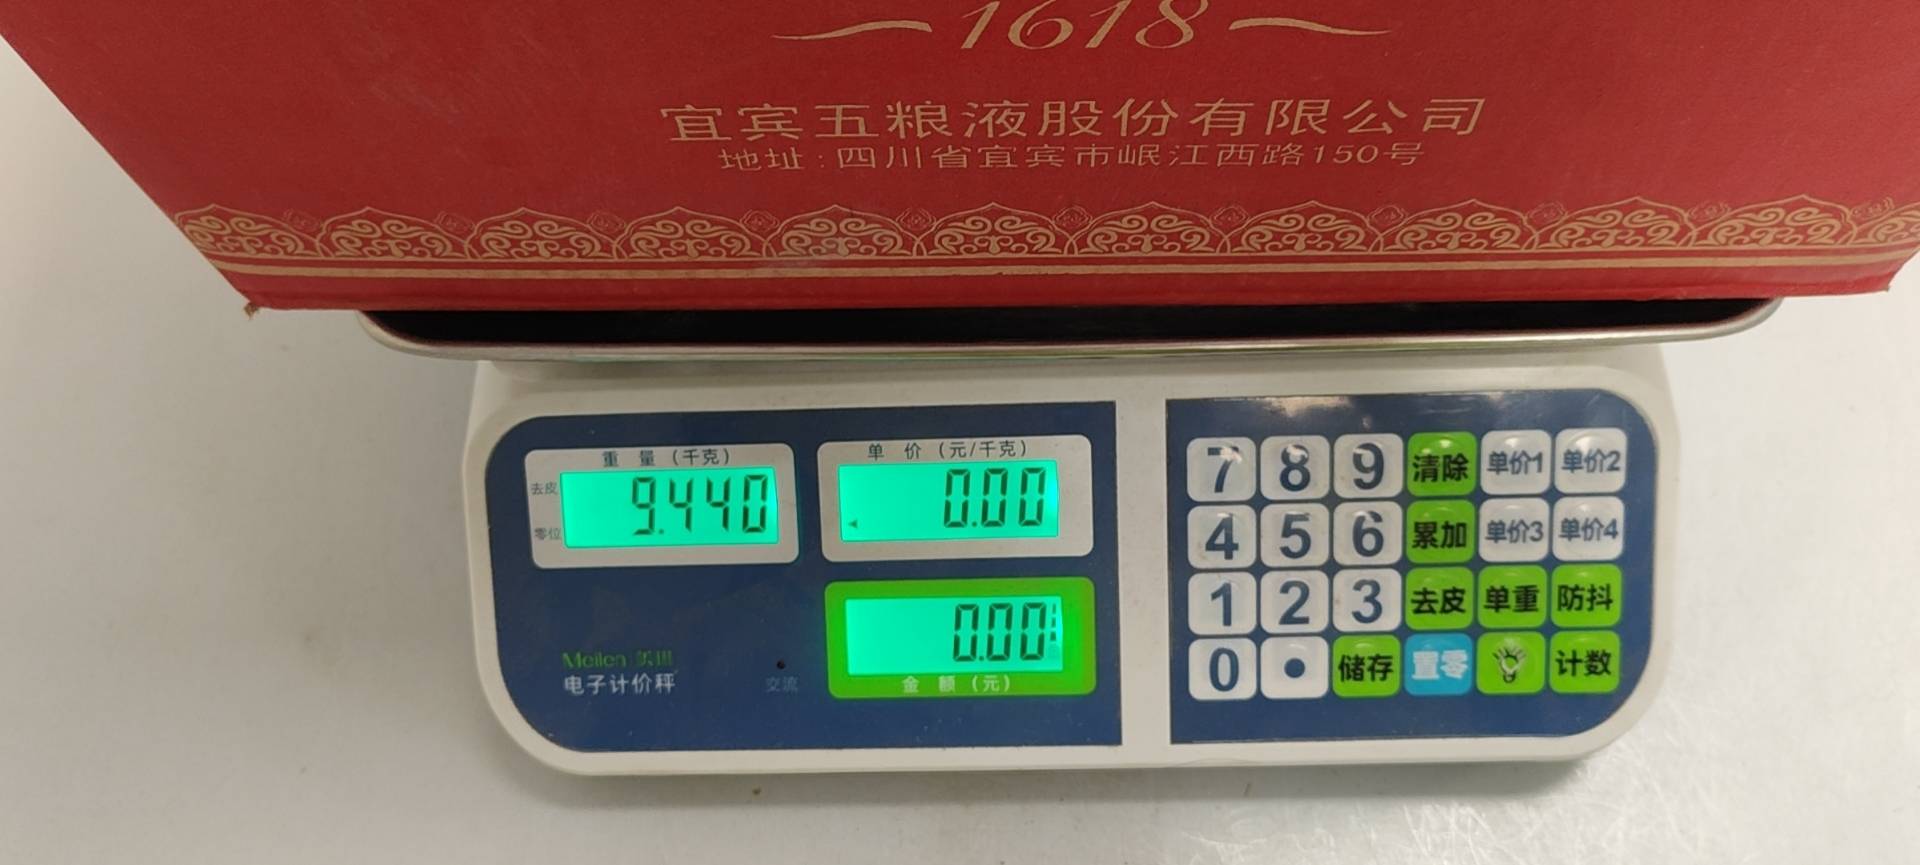 1618
宜宾五粮液股份有限公司
地址:四川省宜宾市岷江西路150号
重量(千克)
去皮
零位
9.440
单价(元/千克)
0.00
0.00
金额(元)
Meilen
电子计价秤
交流
7 8 9 清除 单价1 单价2
4 5 6 累加 单价3 单价4
1 2 3 去皮 单重 防抖
0 • 储存 置零 计数